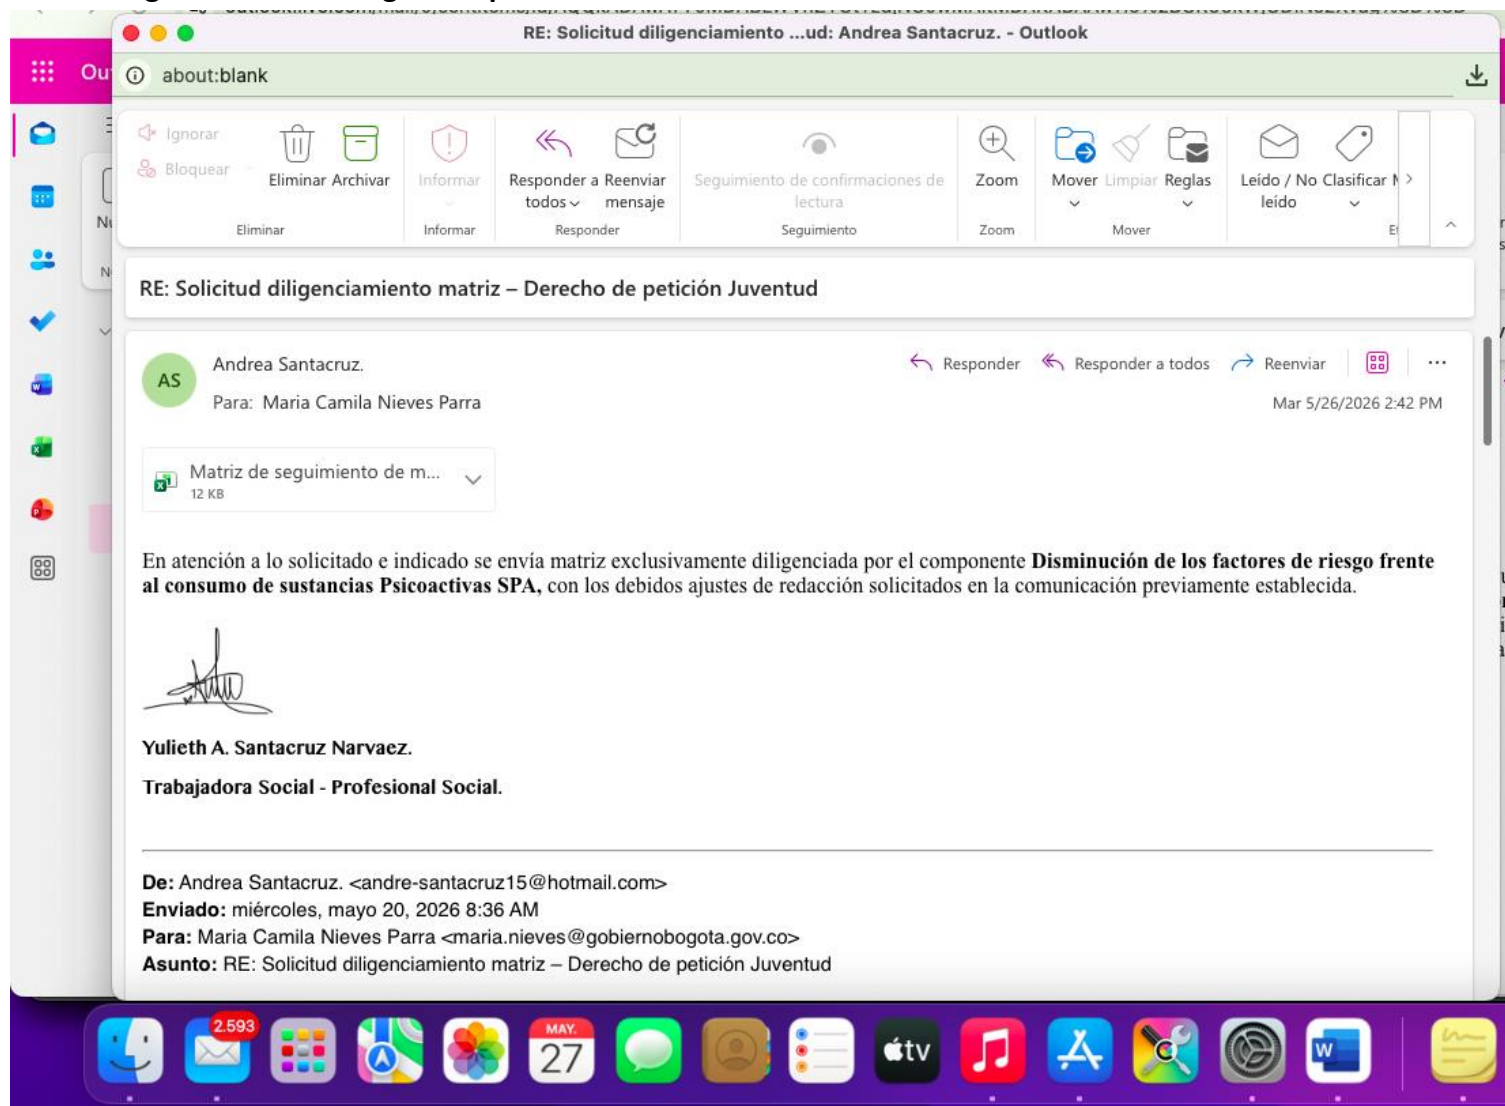 RE: Solicitud diligenciamiento ...ud: Andrea Santacruz. - Outlook
Ou
about:blank
Ignorar
Bloquear
Eliminar
Archivar
Informar
Responder a todos
Reenviar mensaje
Seguimiento de confirmaciones de lectura
Zoom
Mover
Limpiar
Reglas
Leído / No leído
Clasificar
Eliminar
Informar
Responder
Seguimiento
Zoom
Mover
RE: Solicitud diligenciamiento matriz – Derecho de petición Juventud
AS
Andrea Santacruz.
Responder
Responder a todos
Reenviar
Para: Maria Camila Nieves Parra
Mar 5/26/2026 2:42 PM
Matriz de seguimiento de m...
12 KB
En atención a lo solicitado e indicado se envía matriz exclusivamente diligenciada por el componente Disminución de los factores de riesgo frente
al consumo de sustancias Psicoactivas SPA, con los debidos ajustes de redacción solicitados en la comunicación previamente establecida.
Yulieth A. Santacruz Narvaez.
Trabajadora Social - Profesional Social.
De: Andrea Santacruz. <andre-santacruz15@hotmail.com>
Enviado: miércoles, mayo 20, 2026 8:36 AM
Para: Maria Camila Nieves Parra <maria.nieves@gobiernobogota.gov.co>
Asunto: RE: Solicitud diligenciamiento matriz – Derecho de petición Juventud
2.593
MAY.
27
tv
W